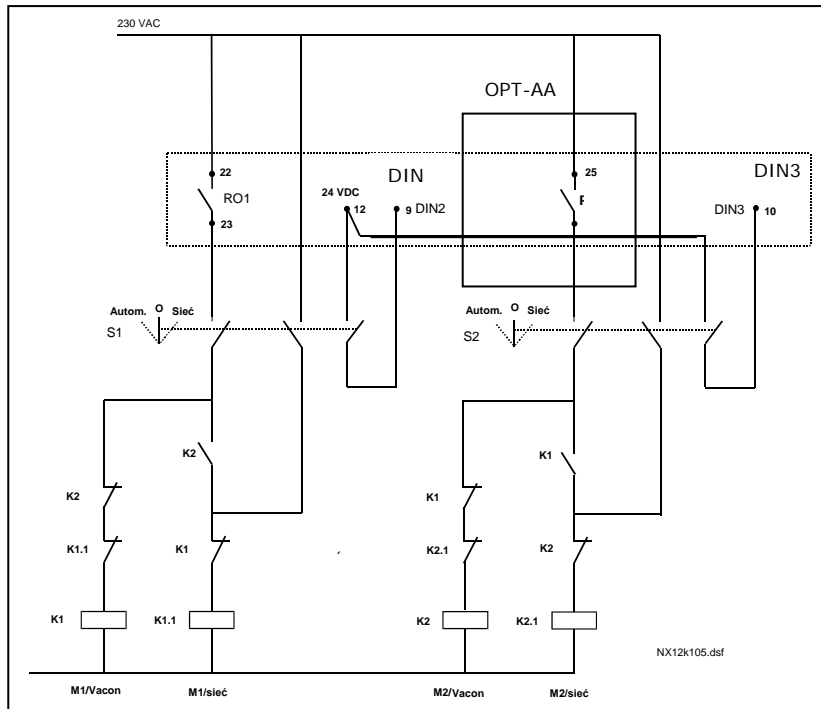 230 VAC
OPT-AA
22
RO1
23
24 VDC
12
DIN
9 DIN2
25
DIN3
DIN3 10
Autom. O Sieć
S1
Autom. O Sieć
S2
K2
K1
K2
K1
K1.1
K1
K2.1
K2
K1
K1.1
K2
K2.1
NX12k105.dsf
M1/Vacon
M1/sieć
M2/Vacon
M2/sieć